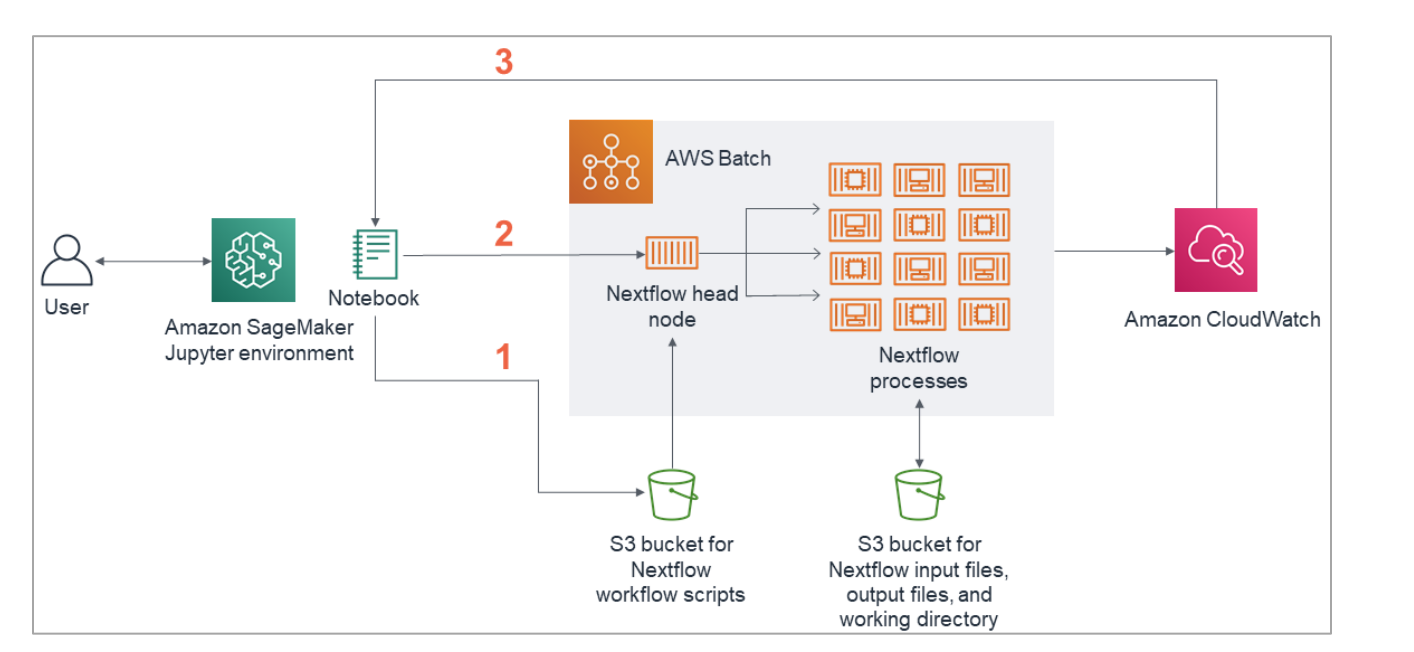 3
AWS Batch
2
User
Notebook
Amazon SageMaker
Jupyter environment
Nextflow head
node
Amazon CloudWatch
1
Nextflow
processes
S3 bucket for
Nextflow
workflow scripts
S3 bucket for
Nextflow input files,
output files, and
working directory